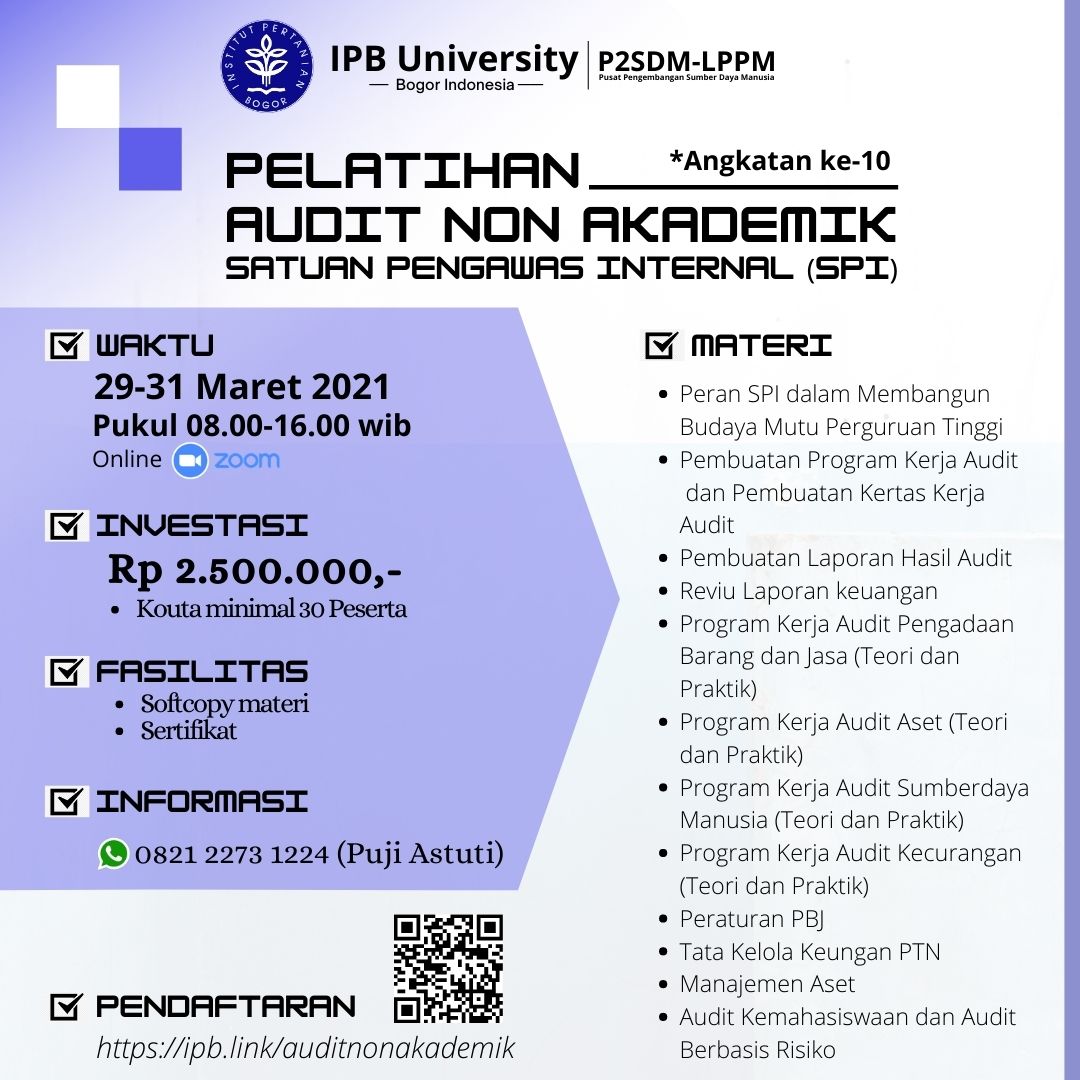 INSTITUT PERTANIAN
BOGOR
IPB University
Bogor Indonesia
P2SDM-LPPM
Pusat Pengembangan Sumber Daya Manusia
PELATIHAN
*Angkatan ke-10
AUDIT NON AKADEMIK
SATUAN PENGAWAS INTERNAL (SPI)
WAKTU
29-31 Maret 2021
Pukul 08.00-16.00 wib
Online zoom
INVESTASI
Rp 2.500.000,-
• Kouta minimal 30 Peserta
FASILITAS
• Softcopy materi
• Sertifikat
INFORMASI
0821 2273 1224 (Puji Astuti)
PENDAFTARAN
https://ipb.link/auditnonakademik
MATERI
• Peran SPI dalam Membangun
Budaya Mutu Perguruan Tinggi
• Pembuatan Program Kerja Audit
dan Pembuatan Kertas Kerja
Audit
• Pembuatan Laporan Hasil Audit
• Reviu Laporan keuangan
• Program Kerja Audit Pengadaan
Barang dan Jasa (Teori dan
Praktik)
• Program Kerja Audit Aset (Teori
dan Praktik)
• Program Kerja Audit Sumberdaya
Manusia (Teori dan Praktik)
• Program Kerja Audit Kecurangan
(Teori dan Praktik)
• Peraturan PBJ
• Tata Kelola Keungan PTN
• Manajemen Aset
• Audit Kemahasiswaan dan Audit
Berbasis Risiko